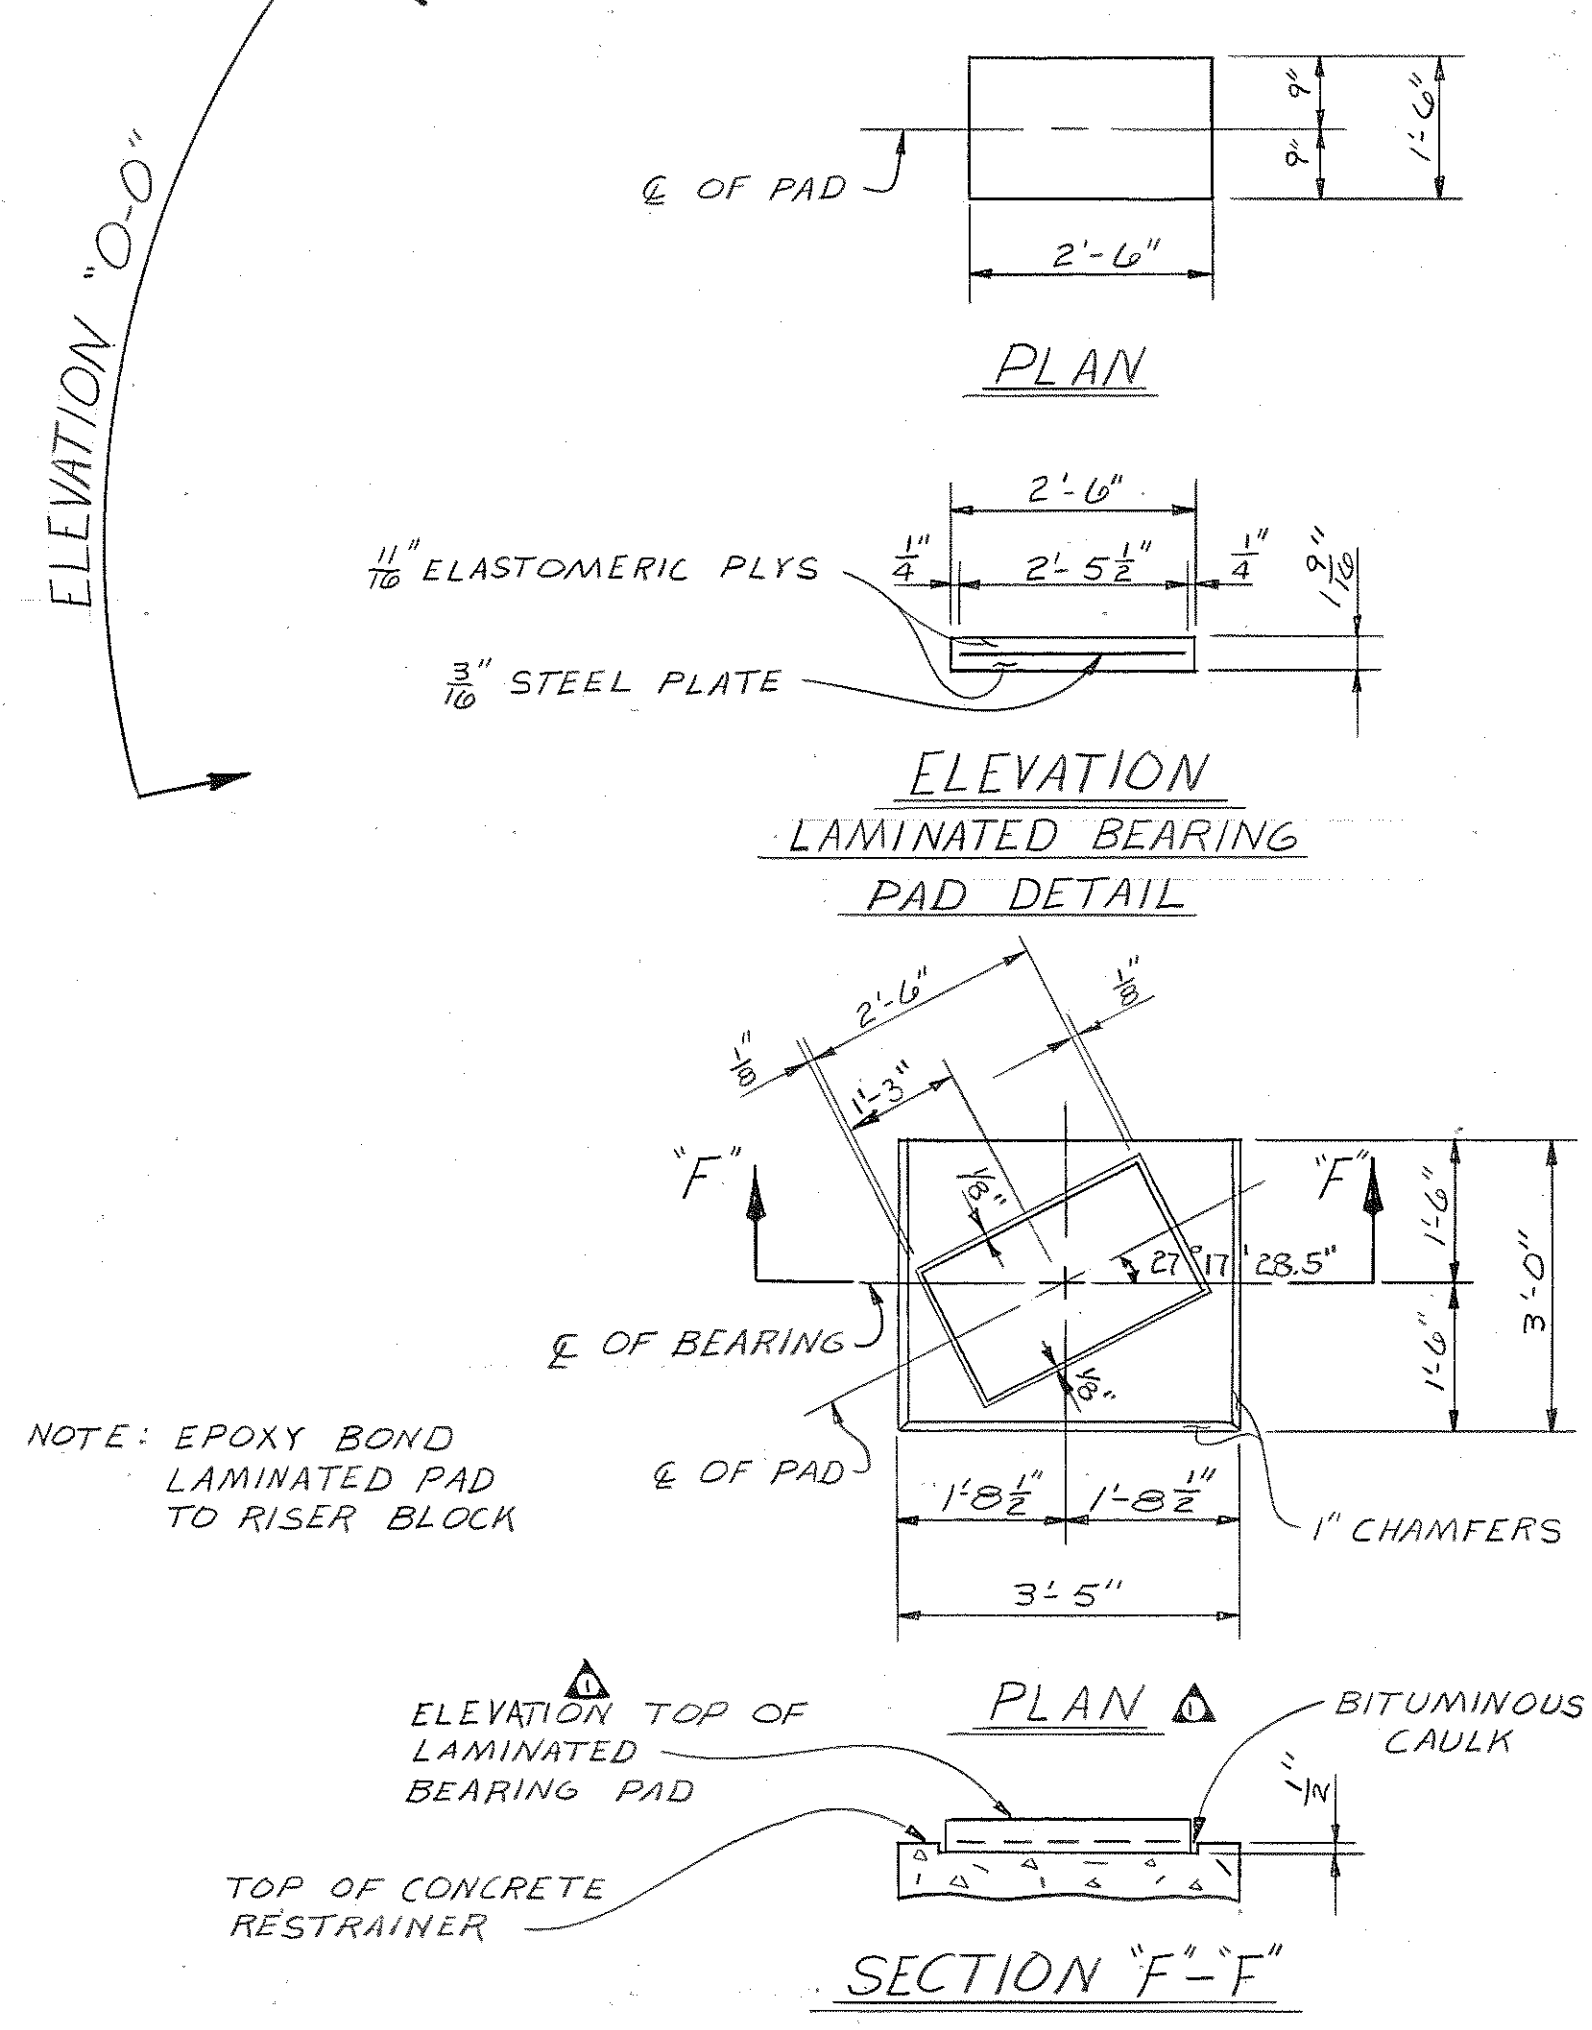 ELEVATION "O-O"
9"
9"
1'-6"
℄ OF PAD
2'-6"
PLAN
2'-6"
11/16" ELASTOMERIC PLYS
1/4"
2'-5 1/2"
1/4"
1 9/16"
3/16" STEEL PLATE
ELEVATION
LAMINATED BEARING
PAD DETAIL
2'-6"
1/8"
1/8"
1'-3"
"F"
"F"
1/8"
27°17'28.5"
1'-6"
3'-0"
1'-6"
℄ OF BEARING
1/8"
NOTE: EPOXY BOND
LAMINATED PAD
TO RISER BLOCK
℄ OF PAD
1'-8 1/2"
1'-8 1/2"
1" CHAMFERS
3'-5"
1
ELEVATION TOP OF
LAMINATED
BEARING PAD
PLAN 1
BITUMINOUS
CAULK
1/2"
TOP OF CONCRETE
RESTRAINER
SECTION "F"-"F"